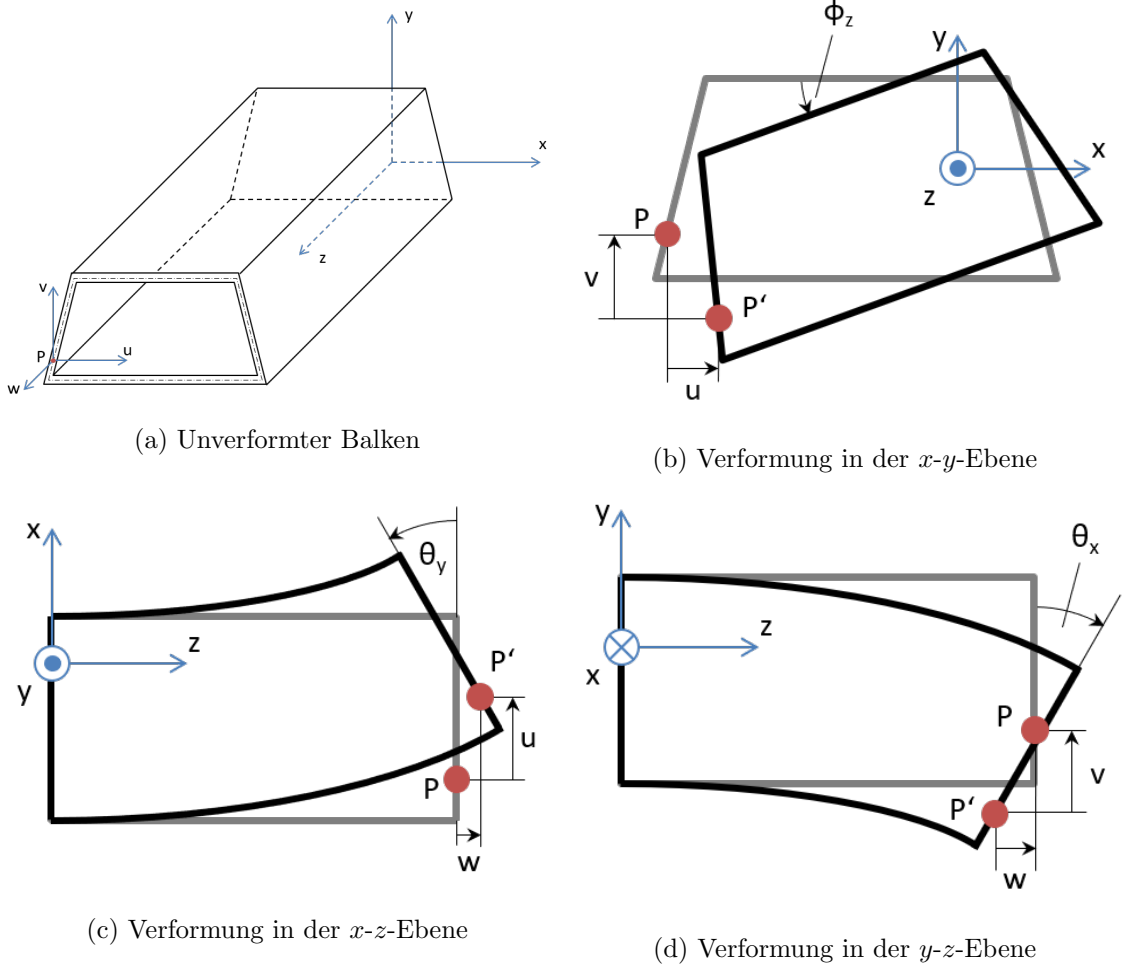 y
x
z
v
P
u
w
(a) Unverformter Balken
ϕz
y
x
z
P
v
P‘
u
(b) Verformung in der x-y-Ebene
x
θy
z
y
P‘
u
P
w
(c) Verformung in der x-z-Ebene
y
θx
z
x
P
v
P‘
w
(d) Verformung in der y-z-Ebene